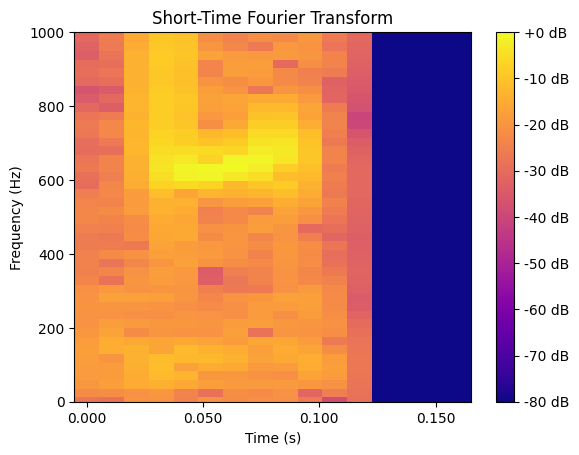 Short-Time Fourier Transform
1000
800
600
400
200
0
Frequency (Hz)
0.000
0.050
0.100
0.150
Time (s)
+0 dB
-10 dB
-20 dB
-30 dB
-40 dB
-50 dB
-60 dB
-70 dB
-80 dB